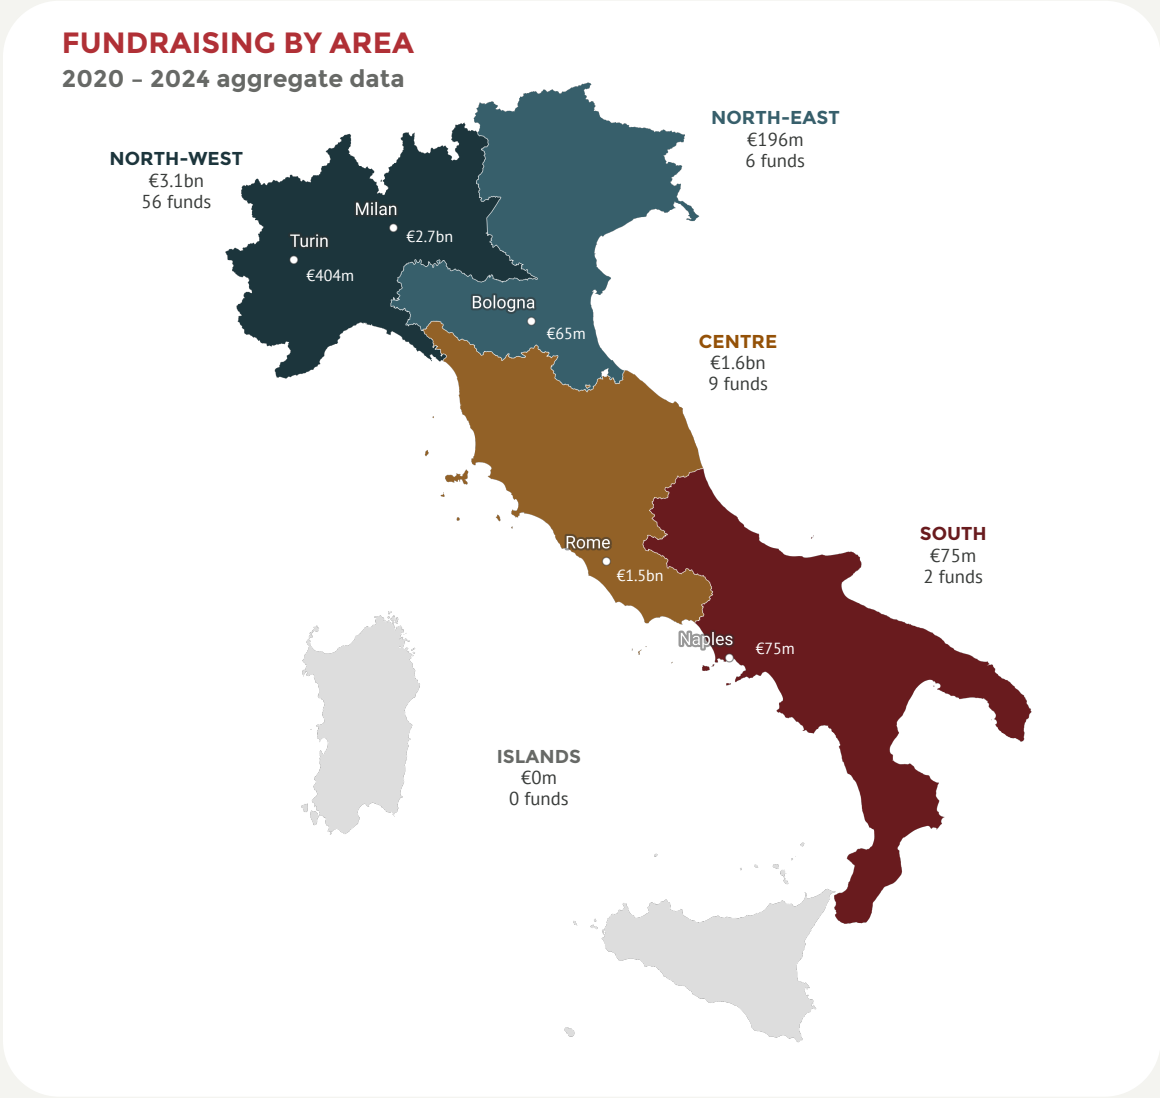 FUNDRAISING BY AREA
2020 – 2024 aggregate data
NORTH-EAST
€196m
6 funds
NORTH-WEST
€3.1bn
56 funds
Milan
€2.7bn
Turin
€404m
Bologna
€65m
CENTRE
€1.6bn
9 funds
Rome
€1.5bn
SOUTH
€75m
2 funds
Naples
€75m
ISLANDS
€0m
0 funds